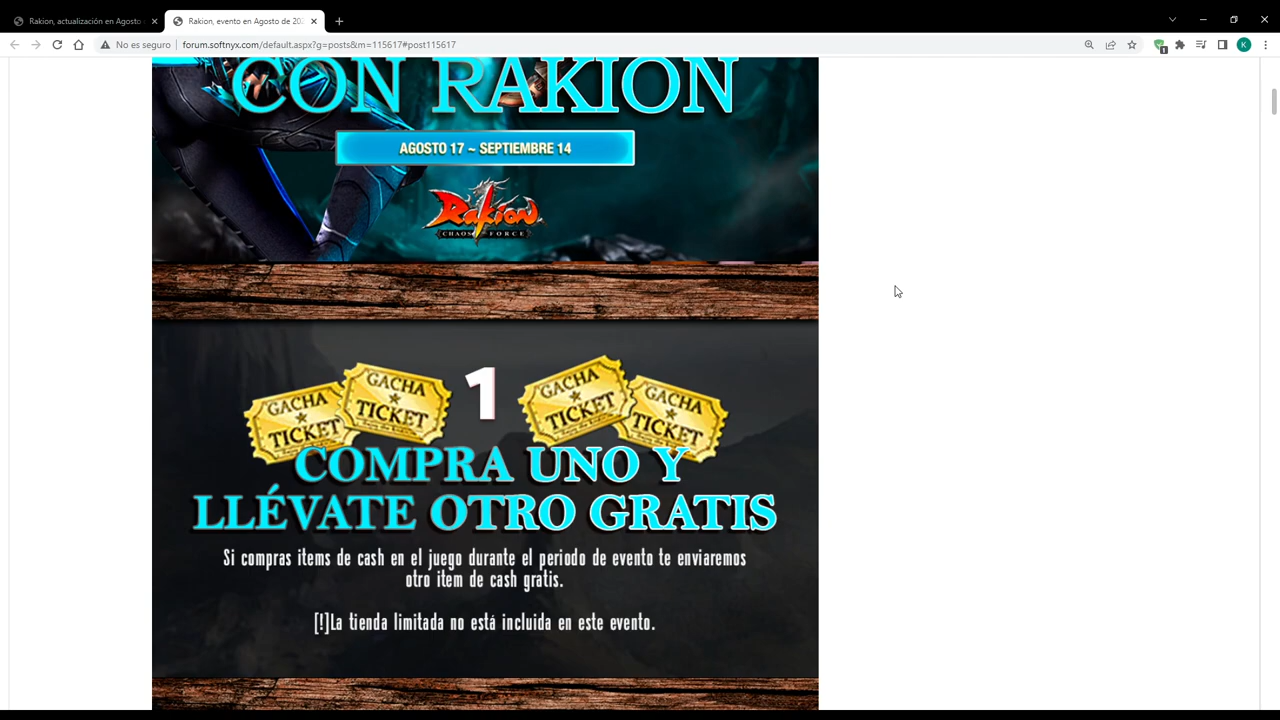 Rakion, actualización en Agosto
Rakion, evento en Agosto de 202
No es seguro
forum.softnyx.com/default.aspx?g=posts&m=115617#post115617
1
K
CON RAKION
AGOSTO 17 ~ SEPTIEMBRE 14
Rakion
CHAOS FORCE
GACHA
TICKET
GACHA
TICKET
1
GACHA
TICKET
GACHA
TICKET
COMPRA UNO Y
LLÉVATE OTRO GRATIS
Si compras items de cash en el juego durante el periodo de evento te enviaremos
otro item de cash gratis.
[!]La tienda limitada no está incluida en este evento.